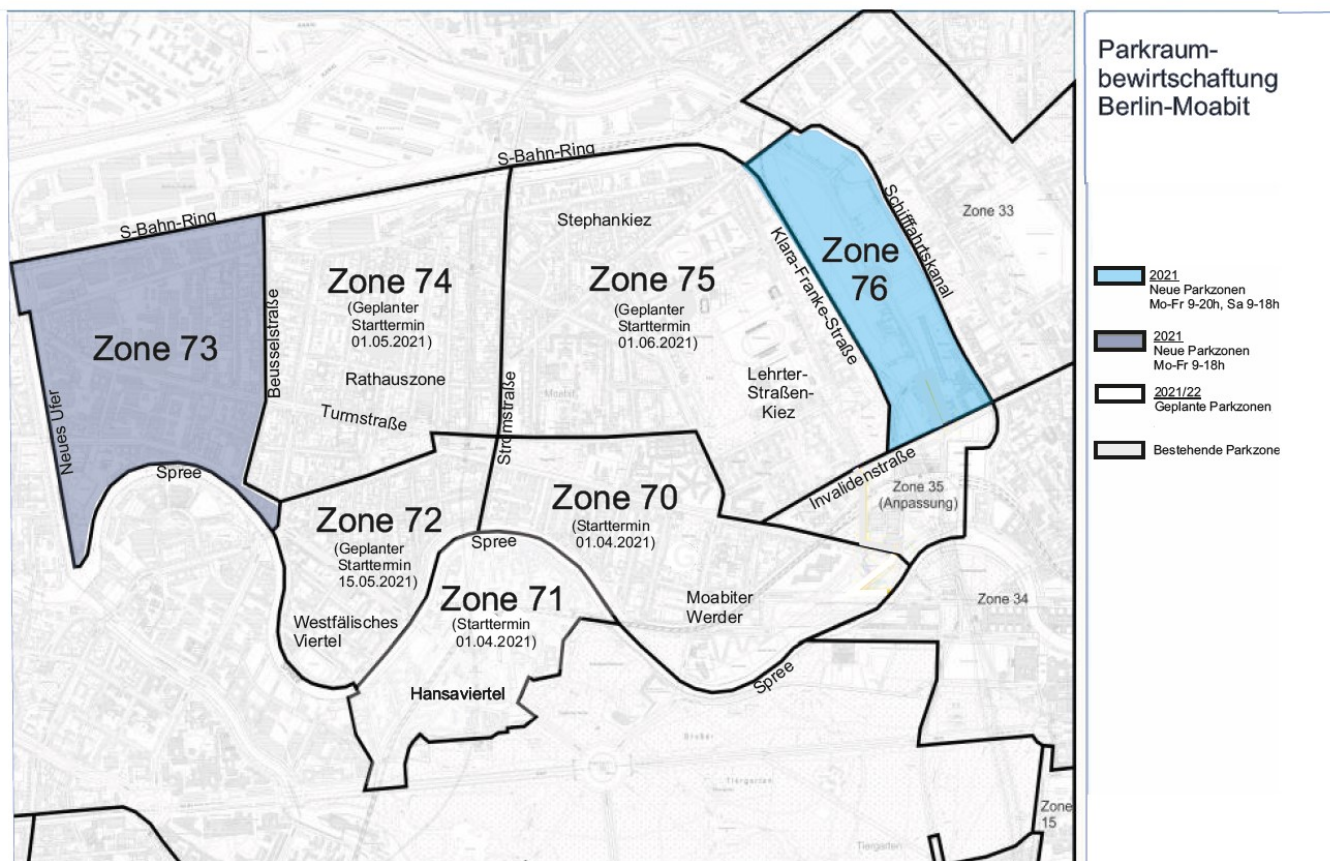 Parkraum-
bewirtschaftung
Berlin-Moabit
2021
Neue Parkzonen
Mo-Fr 9-20h, Sa 9-18h
2021
Neue Parkzonen
Mo-Fr 9-18h
2021/22
Geplante Parkzonen
Bestehende Parkzone
S-Bahn-Ring
S-Bahn-Ring
Stephankiez
Schifffahrtskanal
Zone 33
Klara-Franke-Straße
Zone
76
Zone 74
(Geplanter
Starttermin
01.05.2021)
Zone 75
(Geplanter
Starttermin
01.06.2021)
Zone 73
Beusselstraße
Rathauszone
Turmstraße
Stromstraße
Moabit
Lehrter-
Straßen-
Kiez
Neues Ufer
Spree
Invalidenstraße
Zone 35
(Anpassung)
Zone 72
(Geplanter
Starttermin
15.05.2021)
Zone 70
(Starttermin
01.04.2021)
Spree
Zone 71
(Starttermin
01.04.2021)
Moabiter
Werder
Zone 34
Westfälisches
Viertel
Spree
Hansaviertel
Großer
Tiergarten
Zone
15
Tiergarten